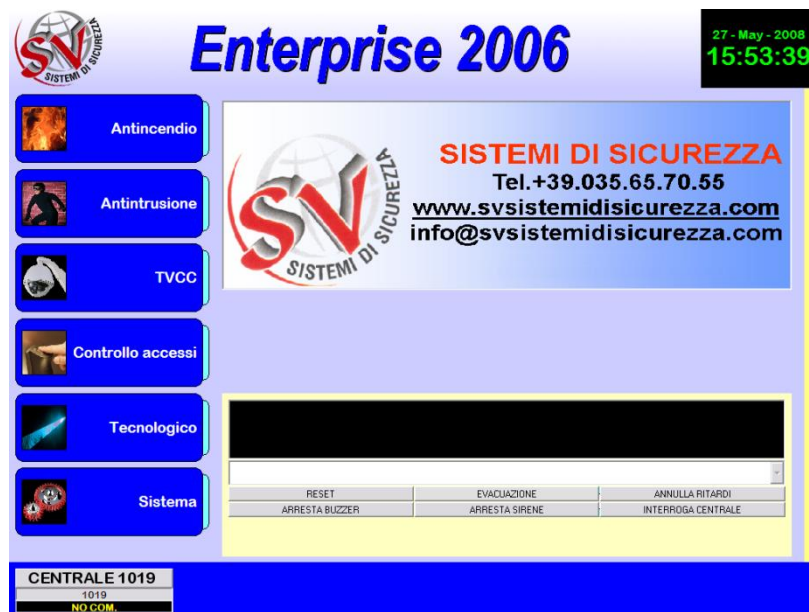 SV
SISTEMI DI SICUREZZA
Enterprise 2006
27 - May - 2008
15:53:39
Antincendio
Antintrusione
TVCC
Controllo accessi
Tecnologico
Sistema
SV
SISTEMI DI SICUREZZA
SISTEMI DI SICUREZZA
Tel.+39.035.65.70.55
www.svsistemidisicurezza.com
info@svsistemidisicurezza.com
RESET
EVACUAZIONE
ANNULLA RITARDI
ARRESTA BUZZER
ARRESTA SIRENE
INTERROGA CENTRALE
CENTRALE 1019
1019
NO COM.